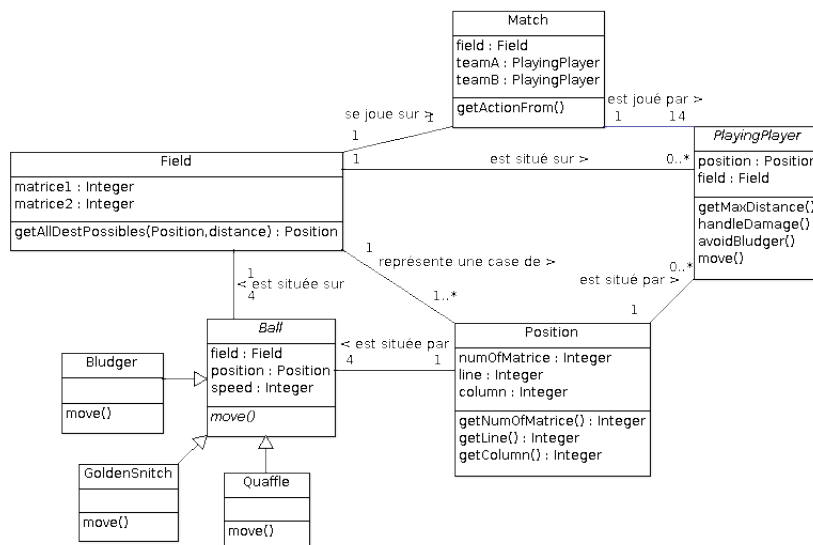 Match
field : Field
teamA : PlayingPlayer
teamB : PlayingPlayer
getActionFrom()
se joue sur >
1
1
est joué par >
1
14
PlayingPlayer
position : Position
field : Field
getMaxDistance()
handleDamage()
avoidBludger()
move()
Field
matrice1 : Integer
matrice2 : Integer
getAllDestPossibles(Position,distance) : Position
1
est situé sur >
0..*
1
< est située sur
4
1
représente une case de >
1..*
0..*
est situé par >
1
Ball
field : Field
position : Position
speed : Integer
move()
< est située par
4
1
Position
numOfMatrice : Integer
line : Integer
column : Integer
getNumOfMatrice() : Integer
getLine() : Integer
getColumn() : Integer
Bludger
move()
GoldenSnitch
move()
Quaffle
move()